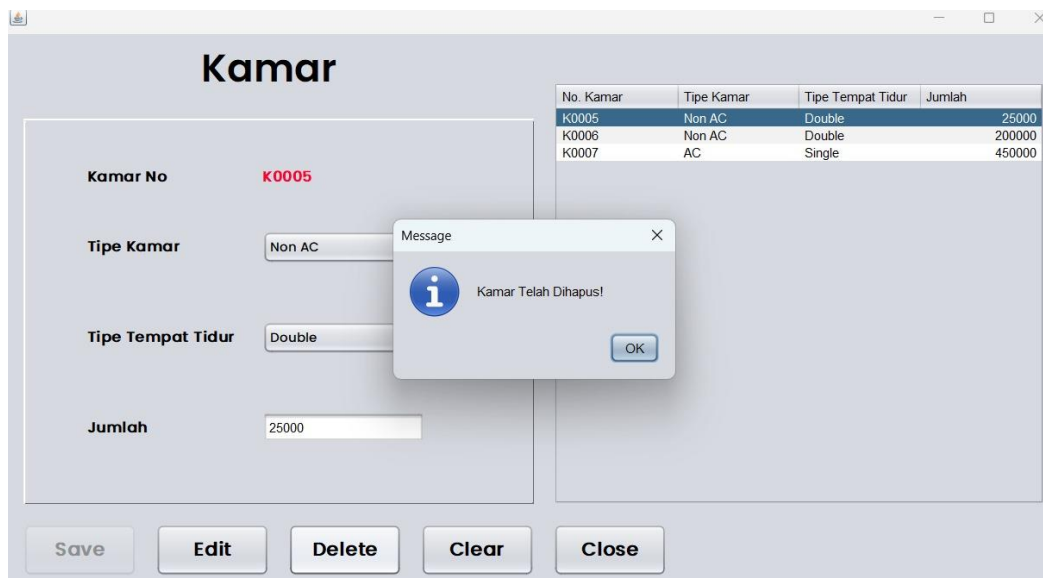 Kamar
No. Kamar Tipe Kamar Tipe Tempat Tidur Jumlah
K0005 Non AC Double 25000
K0006 Non AC Double 200000
K0007 AC Single 450000
Kamar No K0005
Tipe Kamar Non AC
Tipe Tempat Tidur Double
Jumlah 25000
Message
Kamar Telah Dihapus!
OK
Save Edit Delete Clear Close